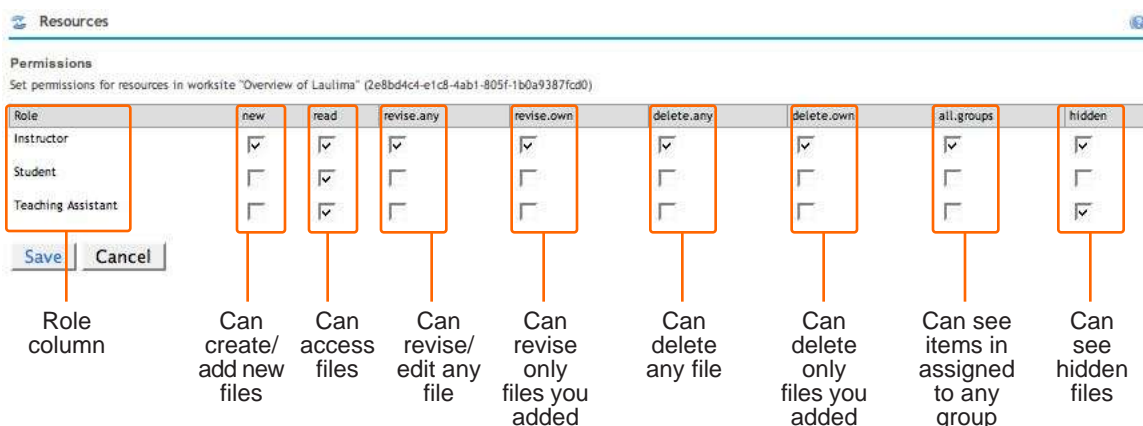 Resources
Permissions
Set permissions for resources in worksite "Overview of Laulima" (2e8bd4c4-e1c8-4ab1-805f-1b0a9387fcd0)
Role new read revise.any revise.own delete.any delete.own all.groups hidden
Instructor
Student
Teaching Assistant
Save Cancel
Role
column
Can
create/
add new
files
Can
access
files
Can
revise/
edit any
file
Can
revise
only
files you
added
Can
delete
any file
Can
delete
only
files you
added
Can see
items in
assigned
to any
group
Can
see
hidden
files